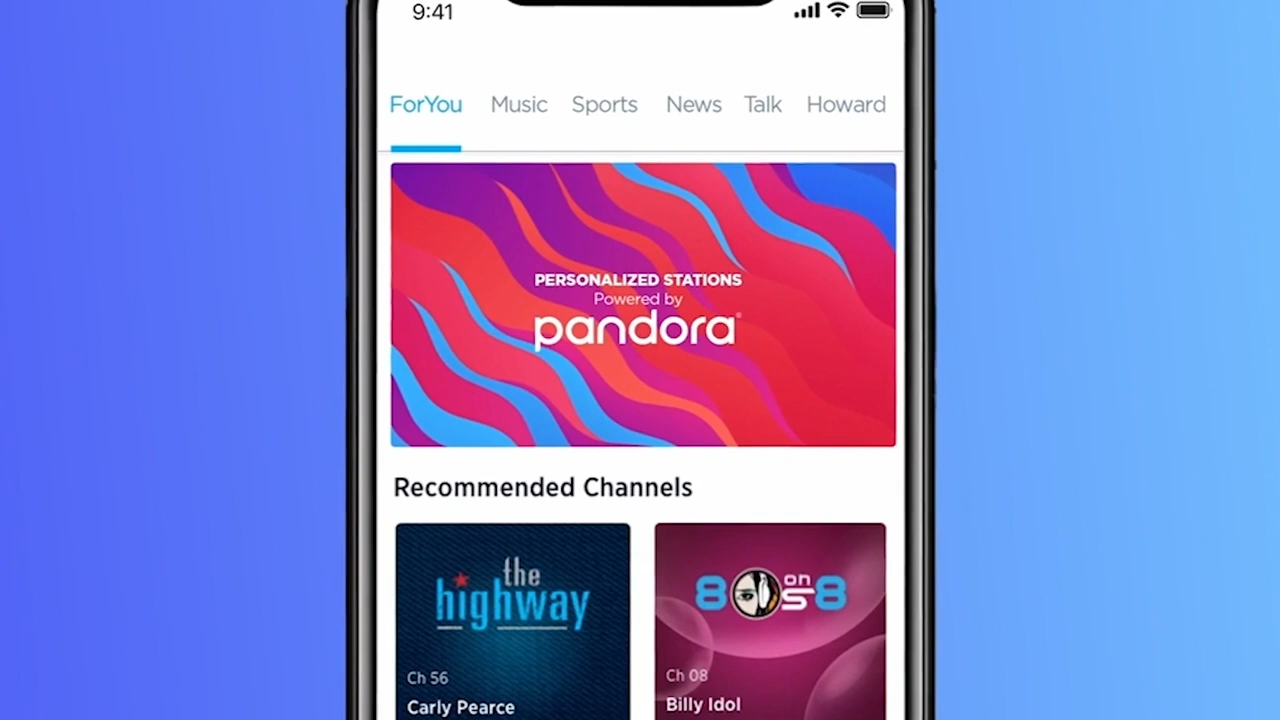 9:41
ForYou Music Sports News Talk Howard
PERSONALIZED STATIONS
Powered by
pandora
Recommended Channels
the
highway
80s on 8
Ch 56
Carly Pearce
Ch 08
Billy Idol